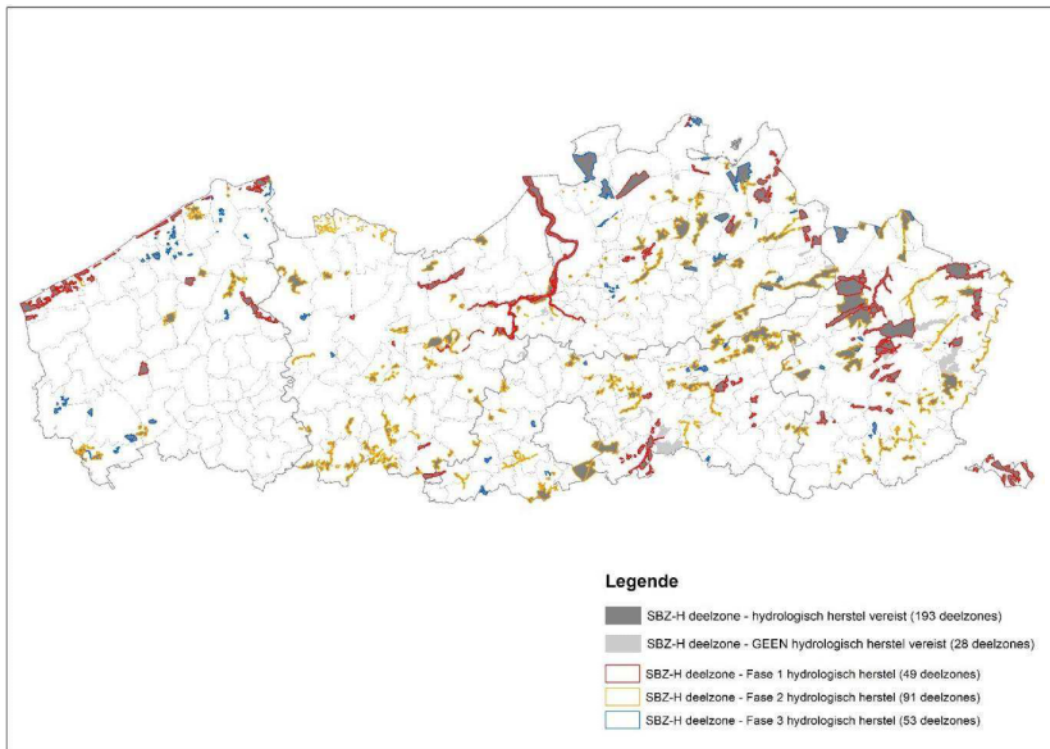 Legende
SBZ-H deelzone - hydrologisch herstel vereist (193 deelzones)
SBZ-H deelzone - GEEN hydrologisch herstel vereist (28 deelzones)
SBZ-H deelzone - Fase 1 hydrologisch herstel (49 deelzones)
SBZ-H deelzone - Fase 2 hydrologisch herstel (91 deelzones)
SBZ-H deelzone - Fase 3 hydrologisch herstel (53 deelzones)